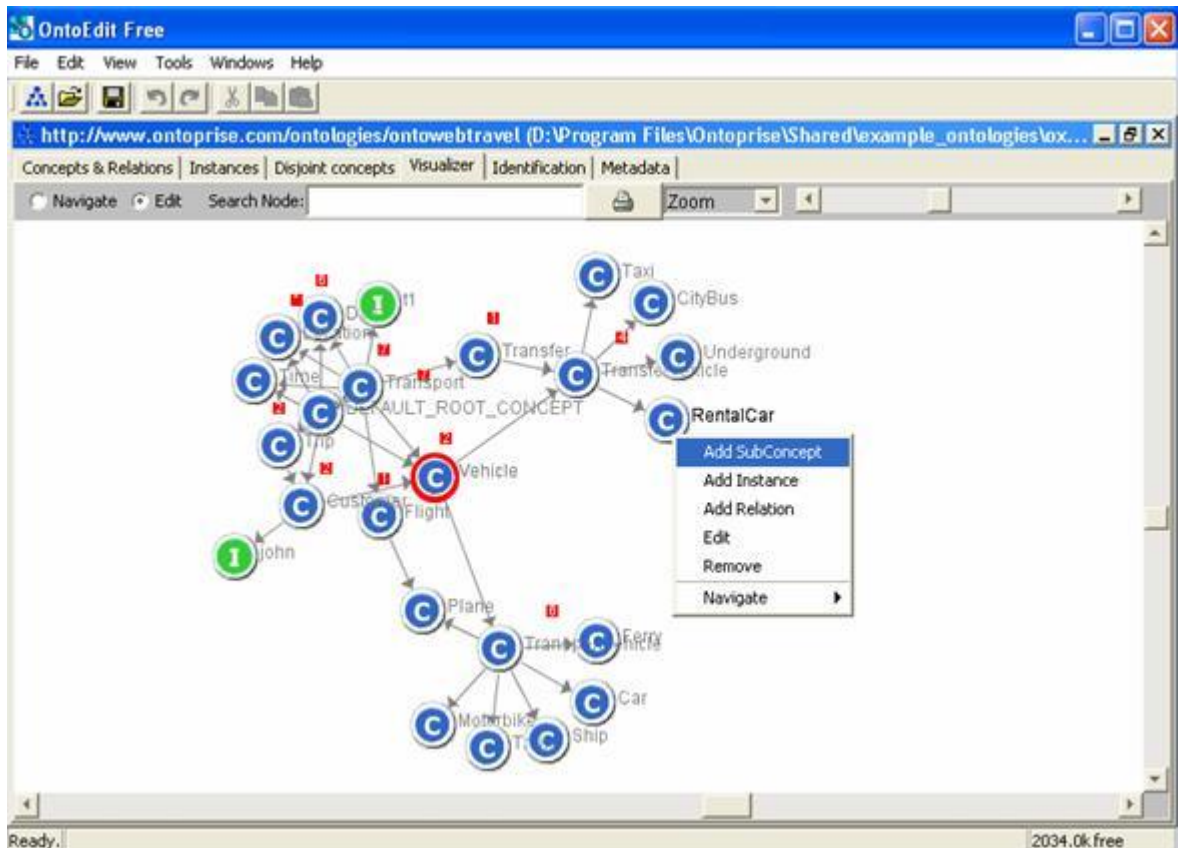 OntoEdit Free
File Edit View Tools Windows Help
http://www.ontoprise.com/ontologies/ontowebtravel (D:\Program Files\Ontoprise\Shared\example_ontologies\ox...
Concepts & Relations Instances Disjoint concepts Visualizer Identification Metadata
Navigate Edit Search Node: Zoom
Taxi
CityBus
Transfer
Underground
Time
Transport
DEFAULT_ROOT_CONCEPT
RentalCar
Trip
Vehicle
Customer
Flight
john
Add SubConcept
Add Instance
Add Relation
Edit
Remove
Navigate
Plane
Ferry
Car
Motorbike
Ship
Ready. 2034.0k free